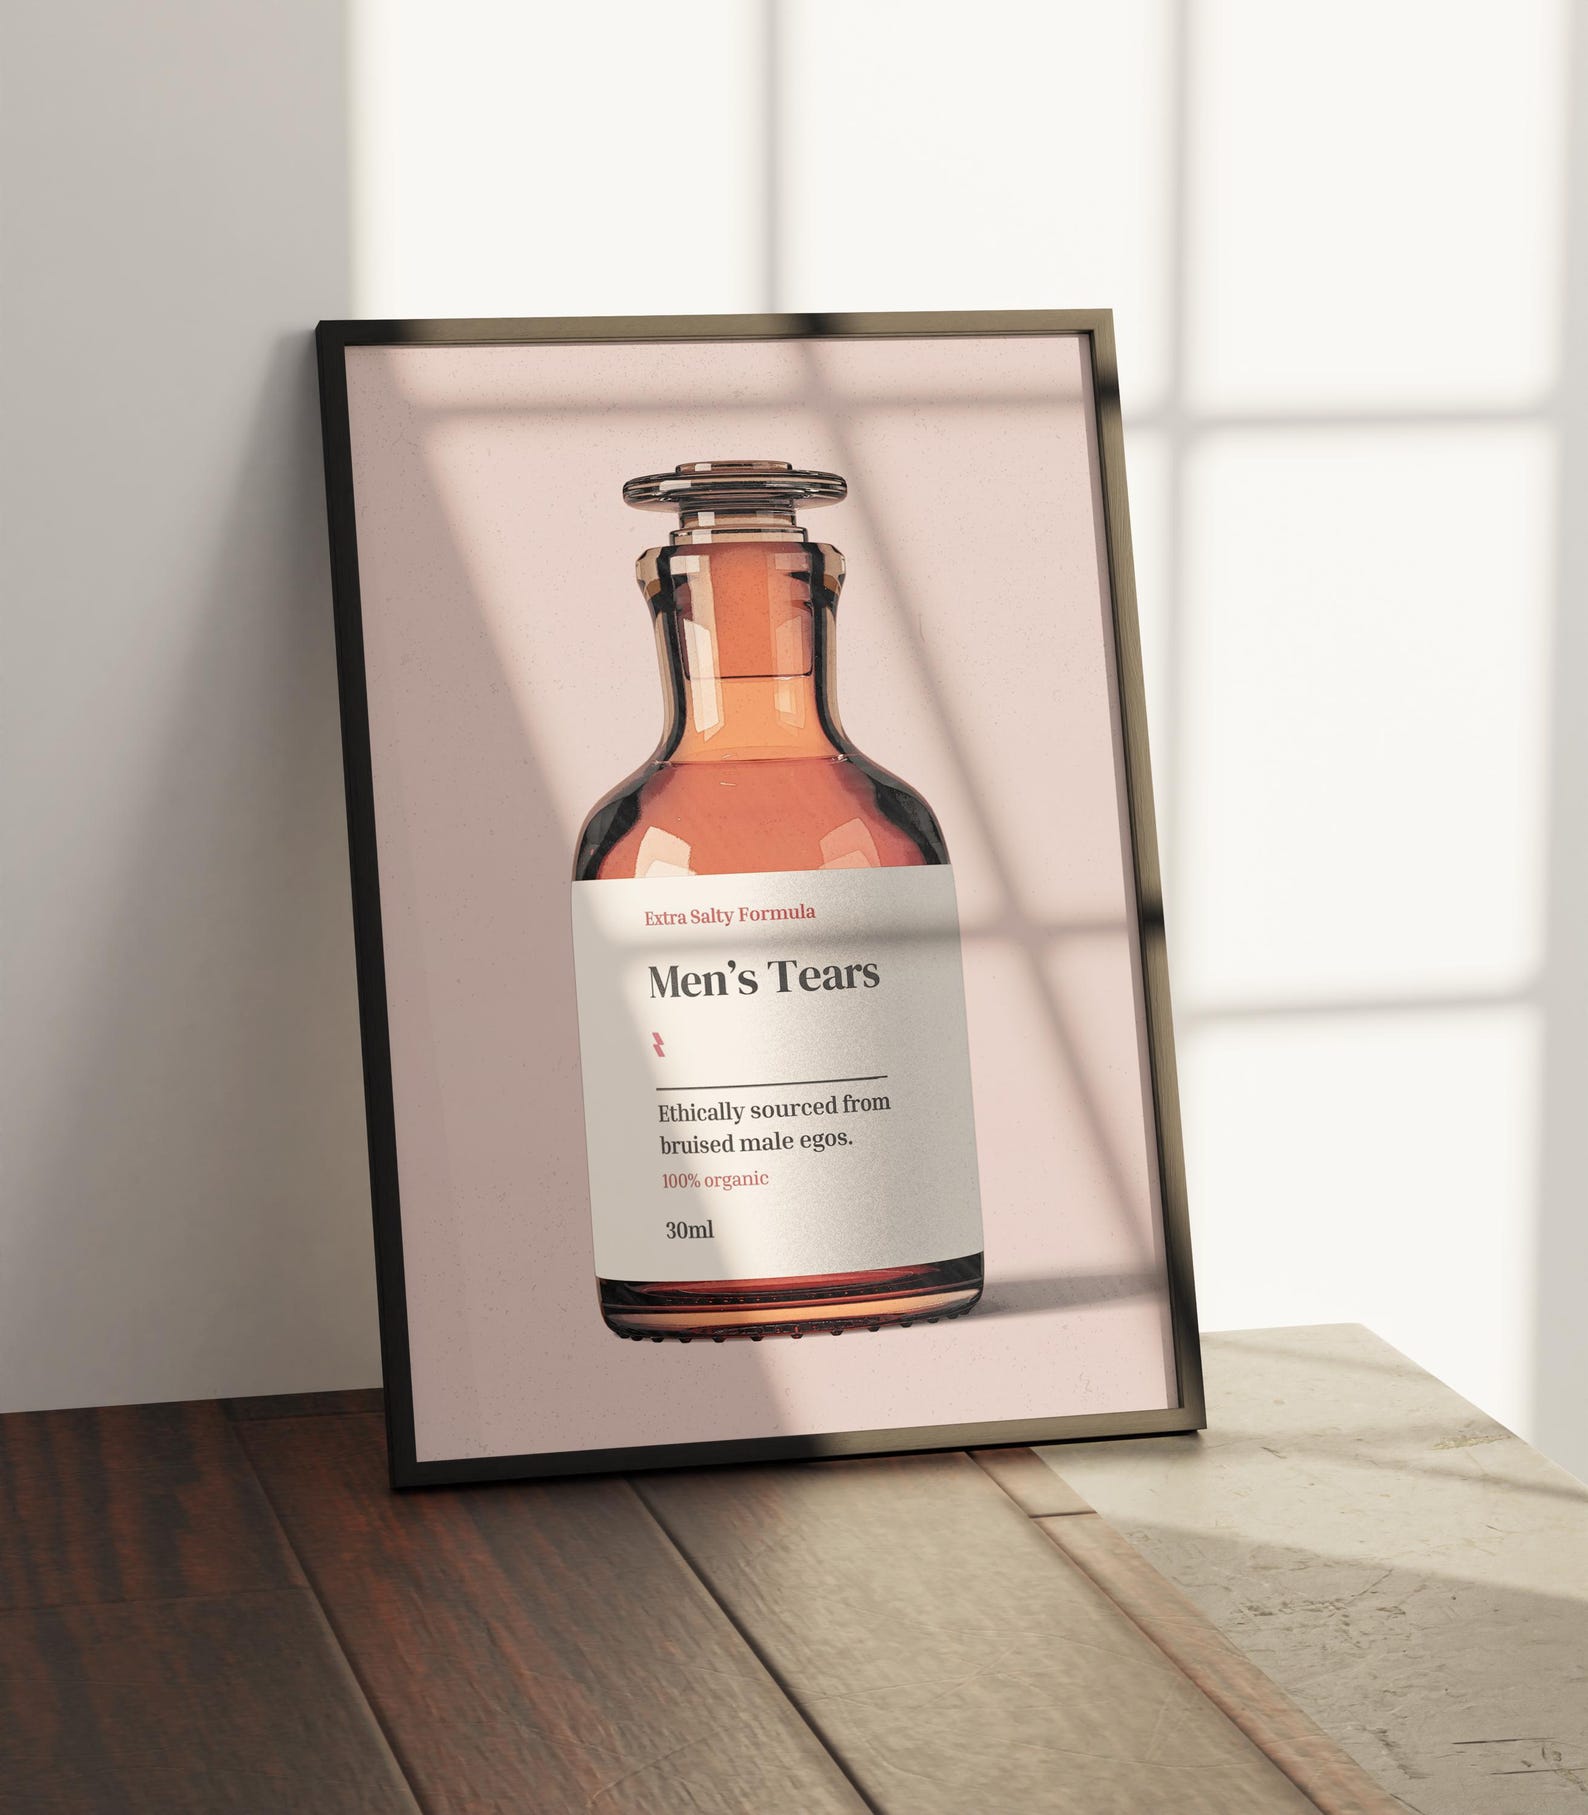 Extra Salty Formula
Men’s Tears
Ethically sourced from
bruised male egos.
100% organic
30ml